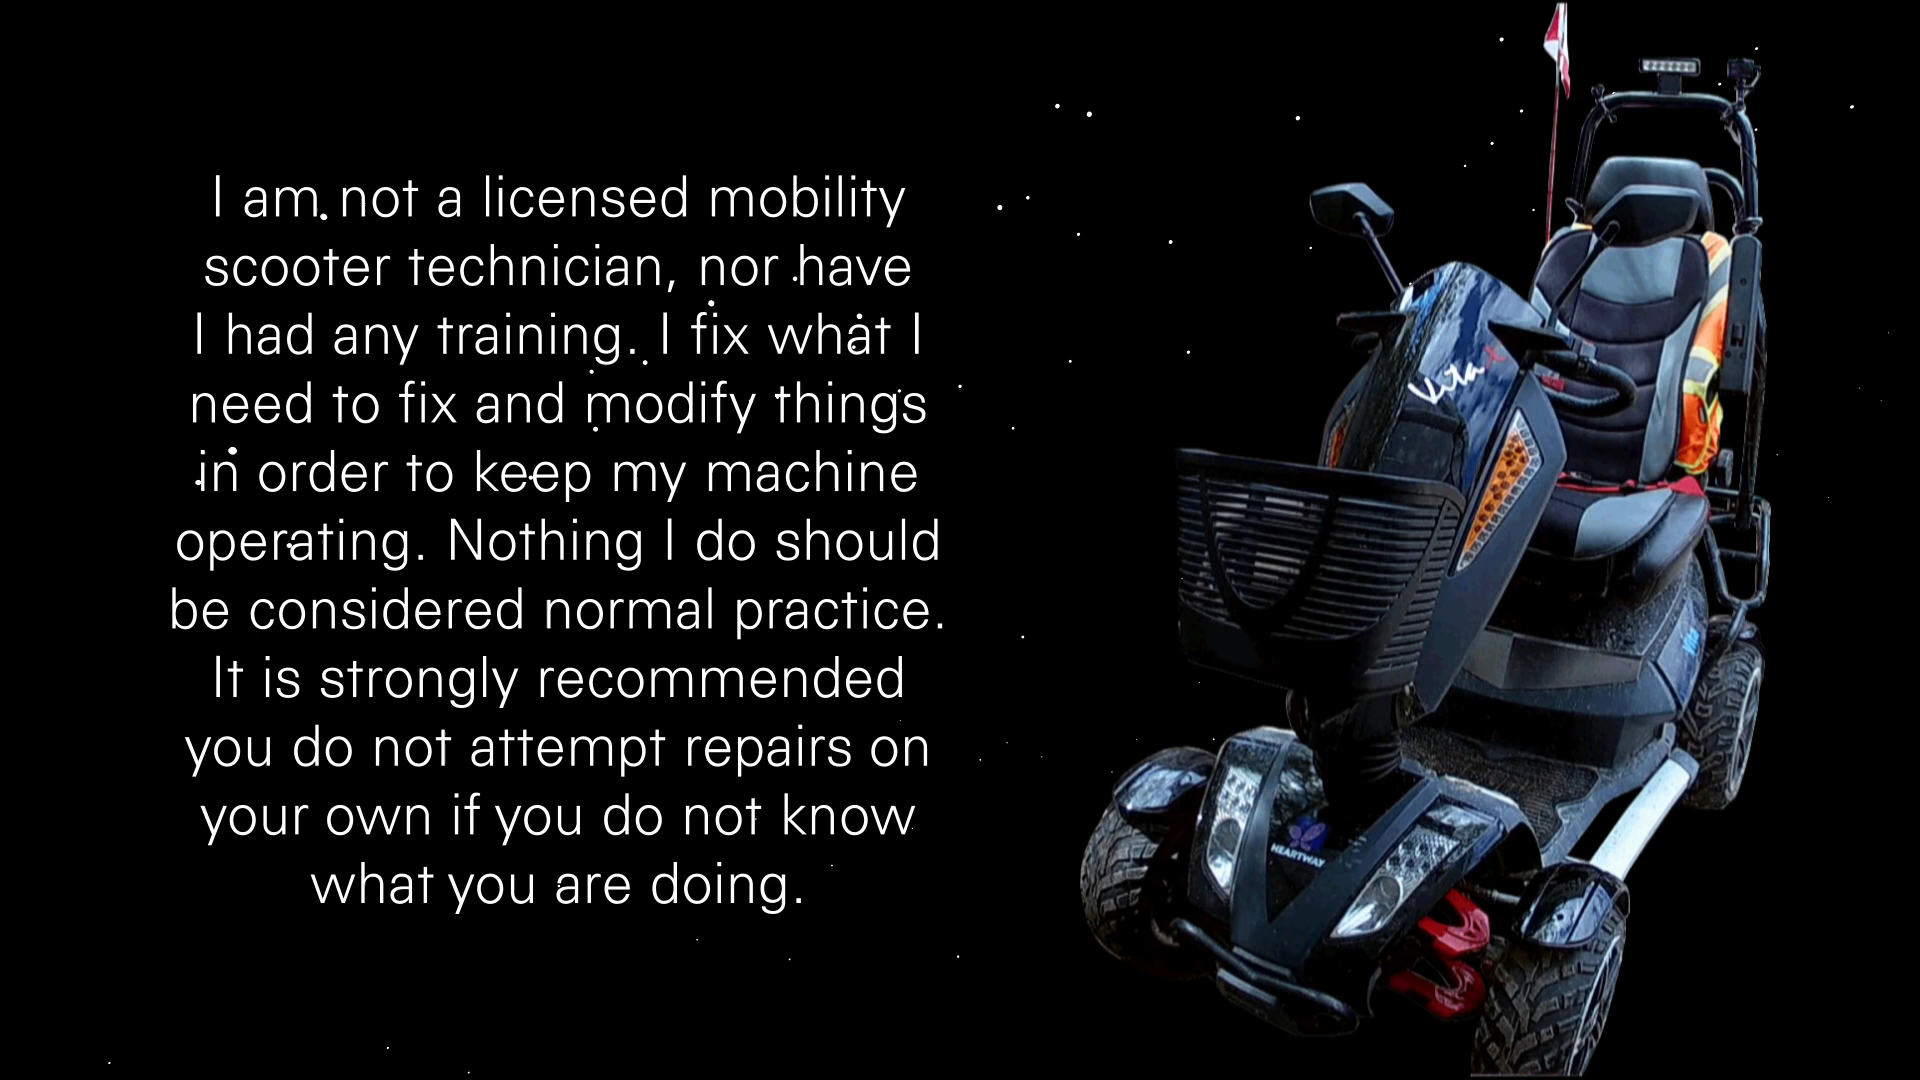 I am not a licensed mobility
scooter technician, nor have
I had any training. I fix what I
need to fix and modify things
in order to keep my machine
operating. Nothing I do should
be considered normal practice.
It is strongly recommended
you do not attempt repairs on
your own if you do not know
what you are doing.
Vita X
HEARTWAY